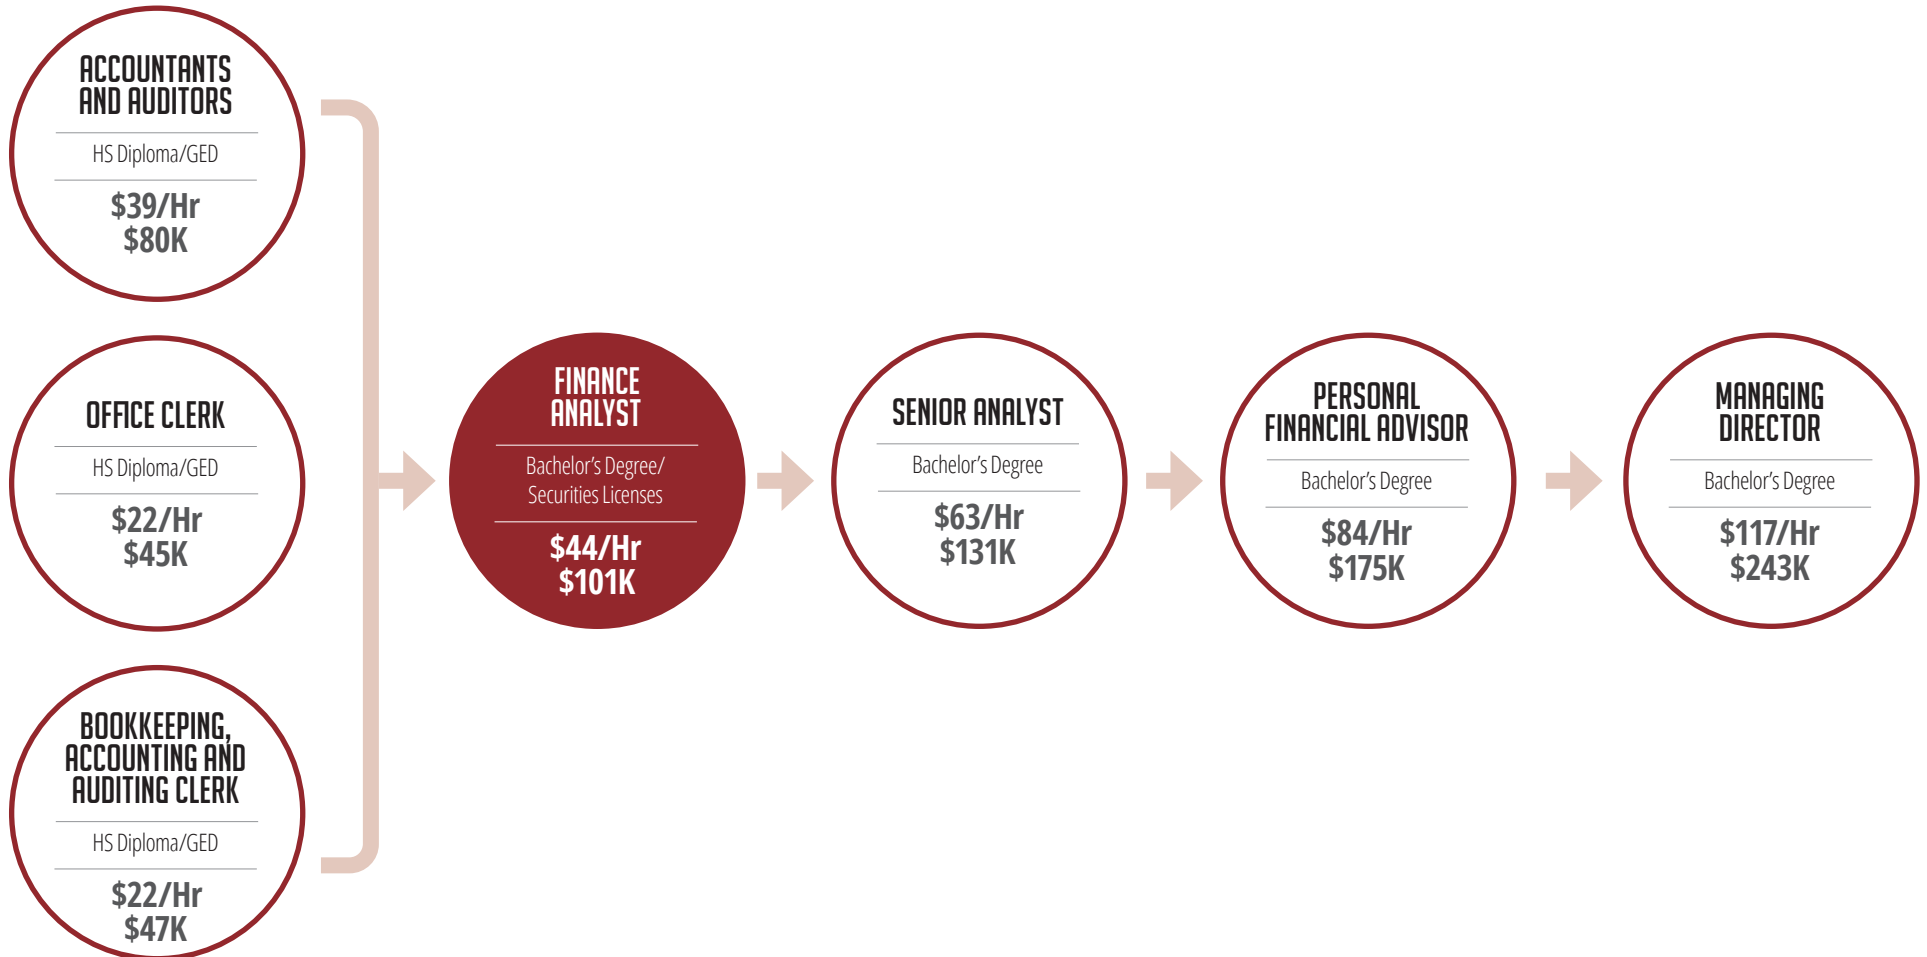 ACCOUNTANTS
AND AUDITORS
HS Diploma/GED
$39/Hr
$80K
OFFICE CLERK
HS Diploma/GED
$22/Hr
$45K
BOOKKEEPING,
ACCOUNTING AND
AUDITING CLERK
HS Diploma/GED
$22/Hr
$47K
FINANCE
ANALYST
Bachelor’s Degree/
Securities Licenses
$44/Hr
$101K
SENIOR ANALYST
Bachelor’s Degree
$63/Hr
$131K
PERSONAL
FINANCIAL ADVISOR
Bachelor’s Degree
$84/Hr
$175K
MANAGING
DIRECTOR
Bachelor’s Degree
$117/Hr
$243K